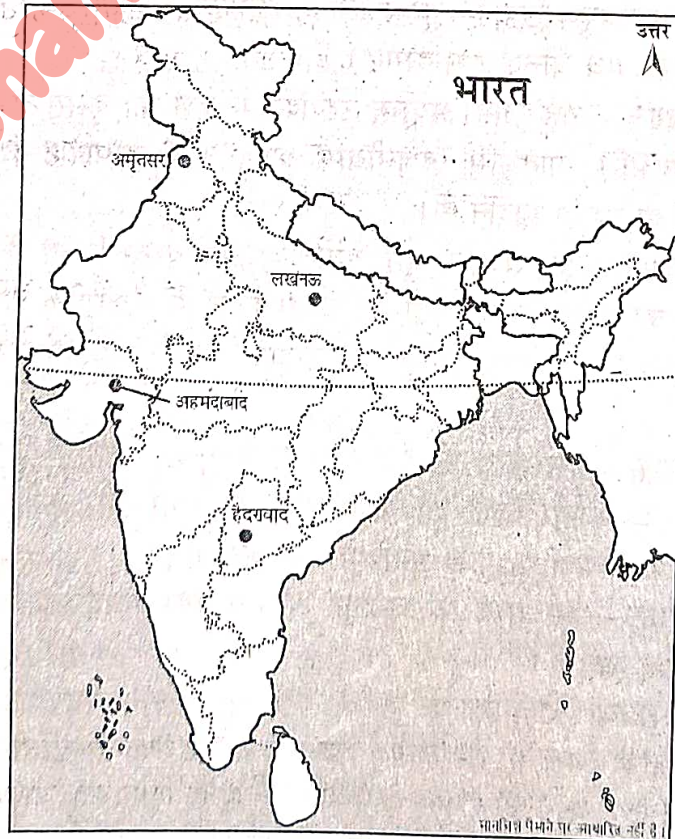 उत्तर
भारत
अमृतसर
लखनऊ
अहमदाबाद
हैदराबाद
मानचित्र पैमाने पर आधारित नहीं है।